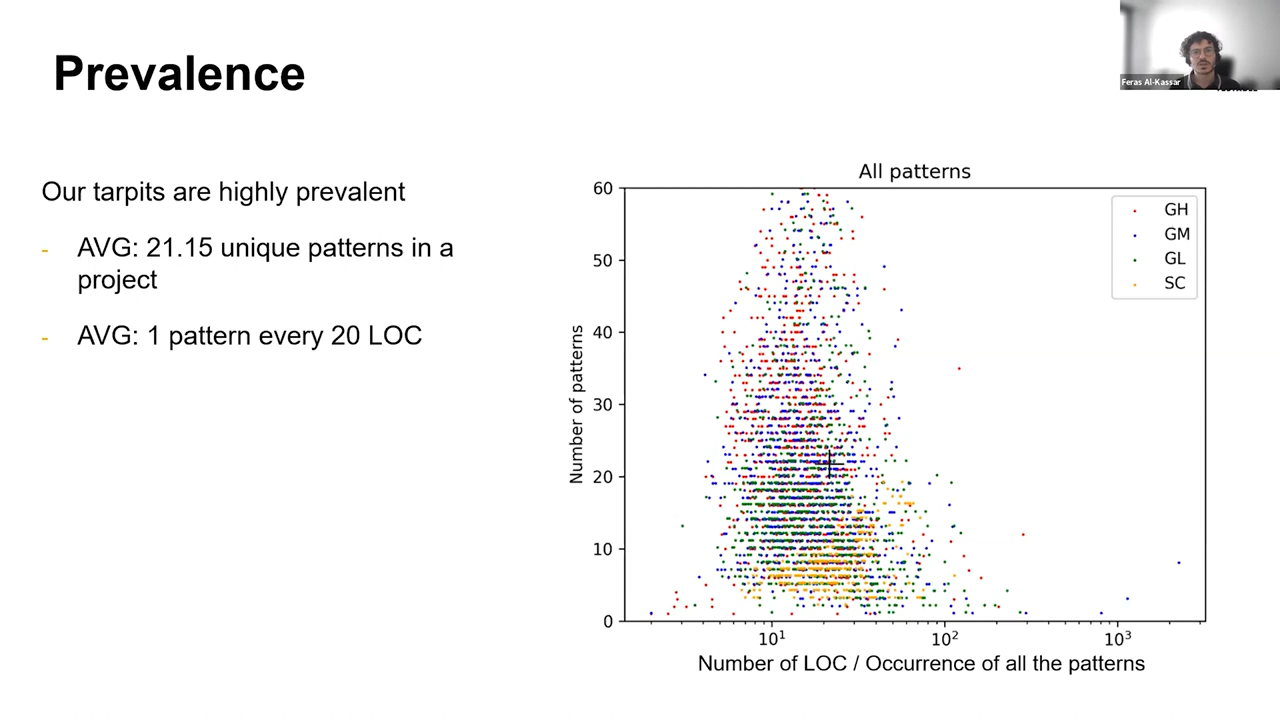 Prevalence
Feras Al-Kassar
Our tarpits are highly prevalent
- AVG: 21.15 unique patterns in a
project
- AVG: 1 pattern every 20 LOC
All patterns
GH
GM
GL
SC
Number of patterns
60
50
40
30
20
10
0
10¹
10²
10³
Number of LOC / Occurrence of all the patterns